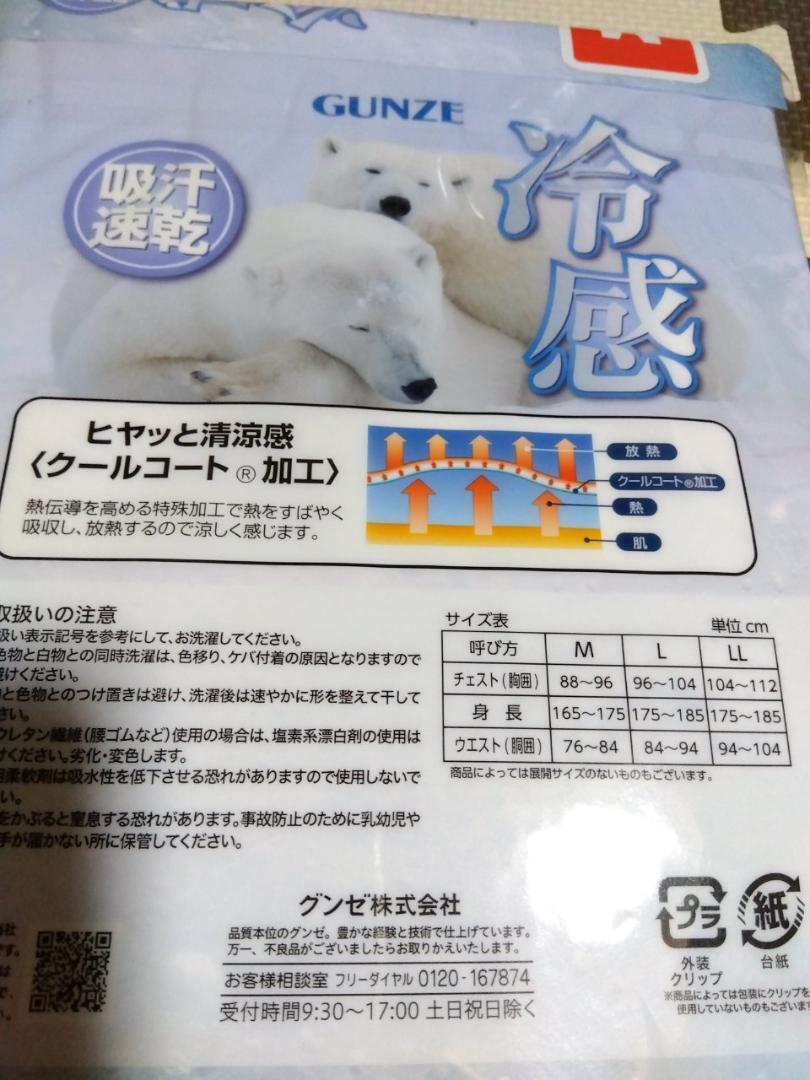 GUNZE
冷感
吸汗
速乾
ヒヤッと清涼感
〈クールコート®加工〉
熱伝導を高める特殊加工で熱をすばやく
吸収し、放熱するので涼しく感じます。
放熱
クールコート®加工
熱
肌
取扱いの注意
扱い表示記号を参考にして、お洗濯してください。
色物と白物との同時洗濯は、色移り、ケバ付着の原因となりますので
避けください。
と色物とのつけ置きは避け、洗濯後は速やかに形を整えて干して
さい。
ウレタン繊維(腰ゴムなど)使用の場合は、塩素系漂白剤の使用は
けください。劣化・変色します。
柔軟剤は吸水性を低下させる恐れがありますので使用しないで
い。
をかぶると窒息する恐れがあります。事故防止のために乳幼児や
手が届かない所に保管してください。
サイズ表
単位 cm
呼び方 M L LL
チェスト(胸囲) 88～96 96～104 104～112
身長 165～175 175～185 175～185
ウエスト(胴囲) 76～84 84～94 94～104
商品によっては展開サイズのないものもございます。
グンゼ株式会社
品質本位のグンゼ。豊かな経験と技術で仕上げています。
万一、不良品がございましたらお取りかえいたします。
お客様相談室 フリーダイヤル 0120-167874
受付時間9:30～17:00 土日祝日除く
プラ
外装
クリップ
紙
台紙
※商品によっては包装にクリップを
使用していないものもございます